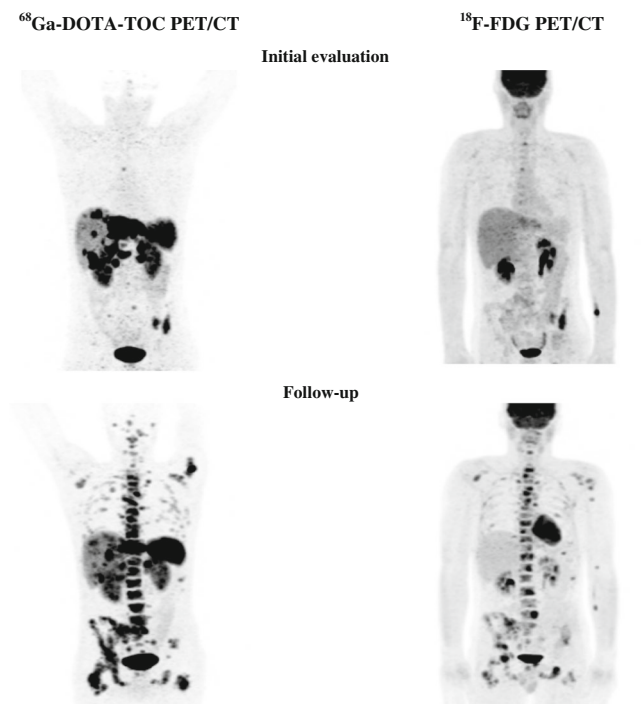 ⁶⁸Ga-DOTA-TOC PET/CT ¹⁸F-FDG PET/CT
Initial evaluation
Follow-up